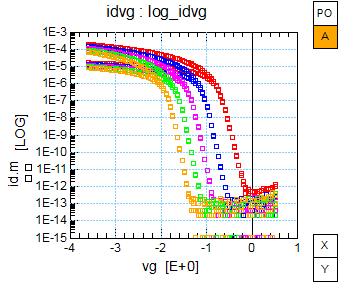 idvg : log_idvg
PO
A
1E-3
1E-4
1E-5
1E-6
1E-7
1E-8
1E-9
1E-10
1E-11
1E-12
1E-13
1E-14
1E-15
id.m [LOG]
-4 -3 -2 -1 0 1
vg [E+0]
X
Y